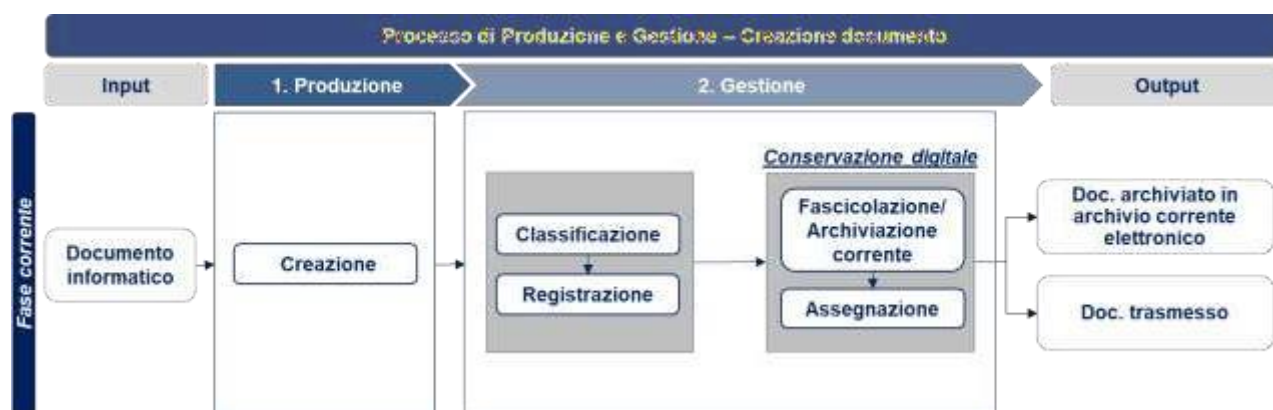 Processo di Produzione e Gestione – Creazione documento
Input
1. Produzione
2. Gestione
Output
Fase corrente
Documento
informatico
Creazione
Classificazione
Registrazione
Conservazione digitale
Fascicolazione/
Archiviazione
corrente
Assegnazione
Doc. archiviato in
archivio corrente
elettronico
Doc. trasmesso